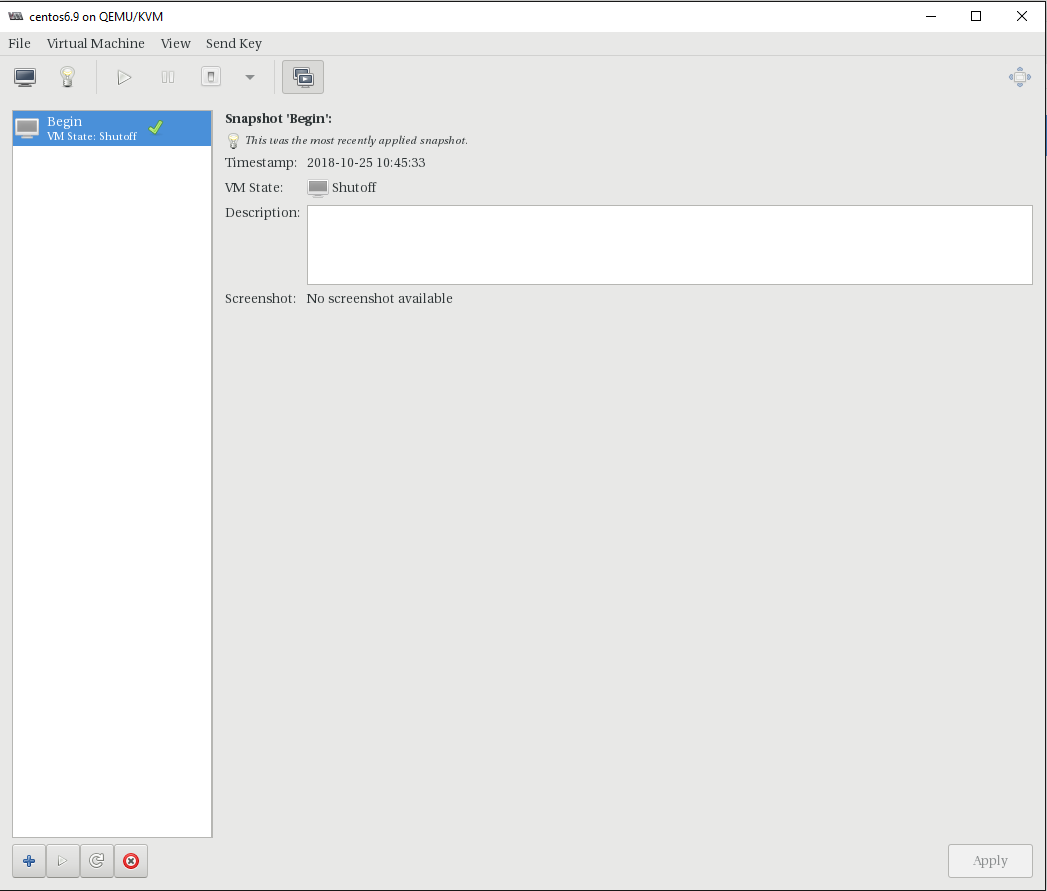 centos6.9 on QEMU/KVM
File Virtual Machine View Send Key
Begin
VM State: Shutoff
Snapshot 'Begin':
This was the most recently applied snapshot.
Timestamp: 2018-10-25 10:45:33
VM State: Shutoff
Description:
Screenshot: No screenshot available
Apply